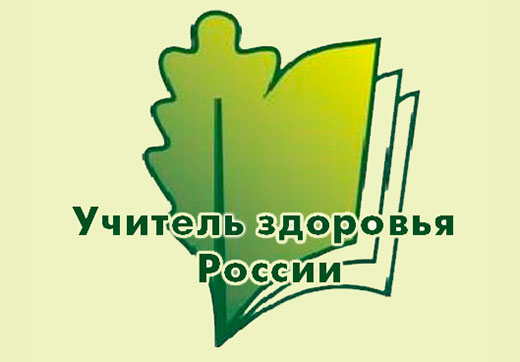 Учитель здоровья
России